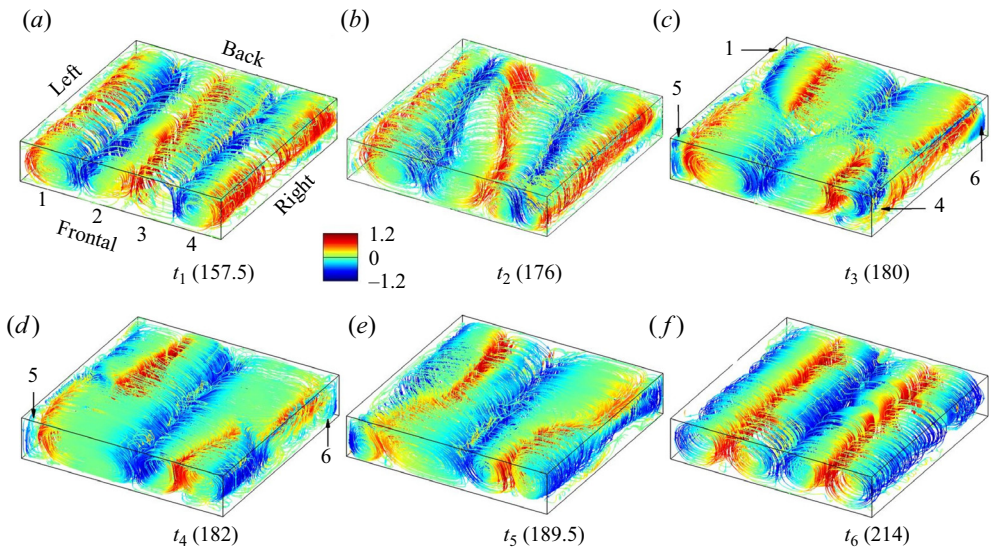 (a)
(b)
(c)
Left
Back
1
2
3
4
Frontal
Right
1
5
6
4
1.2
0
−1.2
t1 (157.5)
t2 (176)
t3 (180)
(d)
(e)
(f)
5
6
t4 (182)
t5 (189.5)
t6 (214)